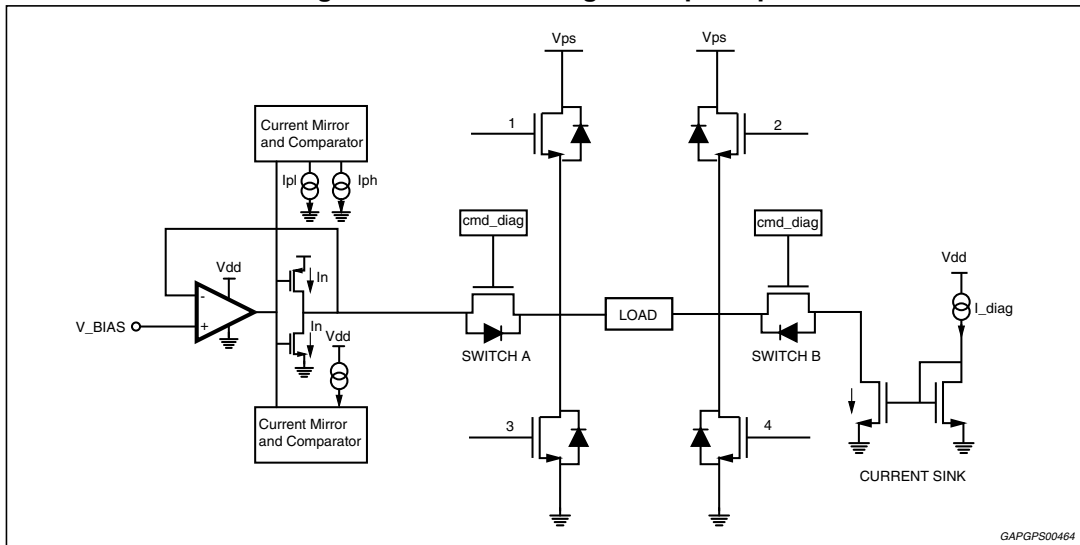 Vps
Vps
Current Mirror
and Comparator
1
2
Ipl
Iph
cmd_diag
cmd_diag
Vdd
In
Vdd
I_diag
-
+
V_BIAS
In
Vdd
LOAD
SWITCH A
SWITCH B
Current Mirror
and Comparator
3
4
CURRENT SINK
GAPGPS00464